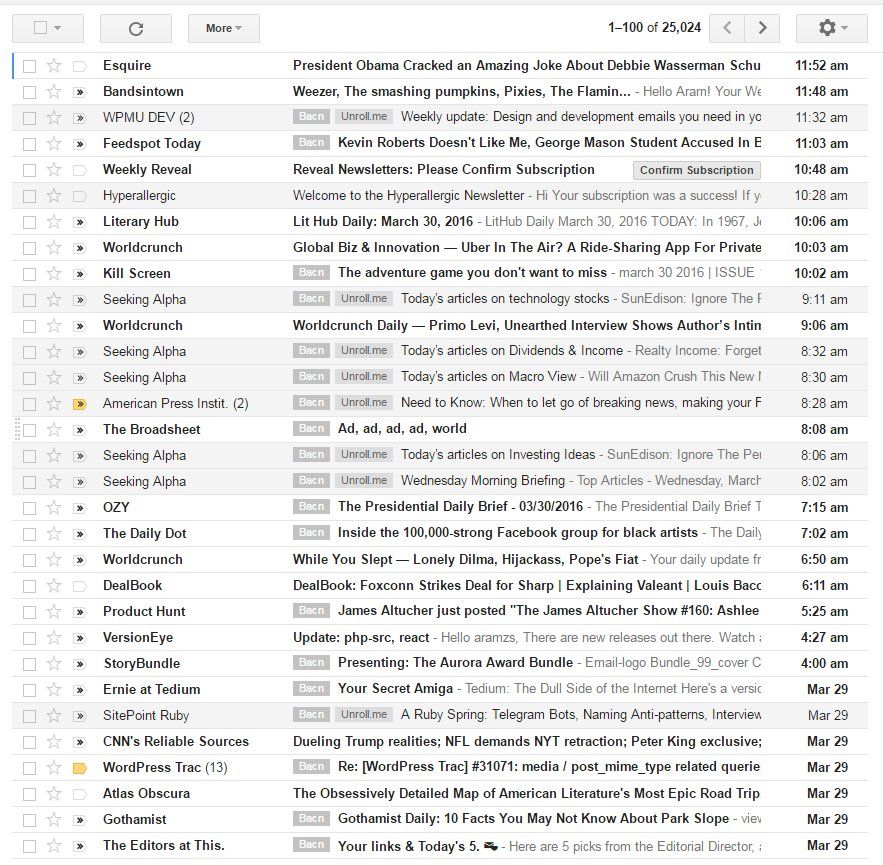 More 1–100 of 25,024
Esquire President Obama Cracked an Amazing Joke About Debbie Wasserman Schu 11:52 am
Bandsintown Weezer, The smashing pumpkins, Pixies, The Flamin... - Hello Aram! Your We 11:48 am
WPMU DEV (2) Bacn Unroll.me Weekly update: Design and development emails you need in yo 11:32 am
Feedspot Today Bacn Kevin Roberts Doesn't Like Me, George Mason Student Accused In B 11:03 am
Weekly Reveal Reveal Newsletters: Please Confirm Subscription Confirm Subscription 10:48 am
Hyperallergic Welcome to the Hyperallergic Newsletter - Hi Your subscription was a success! If y 10:28 am
Literary Hub Lit Hub Daily: March 30, 2016 - LitHub Daily March 30, 2016 TODAY: In 1967, Je 10:06 am
Worldcrunch Global Biz & Innovation — Uber In The Air? A Ride-Sharing App For Private 10:03 am
Kill Screen Bacn The adventure game you don't want to miss - march 30 2016 | ISSUE 10:02 am
Seeking Alpha Bacn Unroll.me Today's articles on technology stocks - SunEdison: Ignore The F 9:11 am
Worldcrunch Worldcrunch Daily — Primo Levi, Unearthed Interview Shows Author's Intin 9:06 am
Seeking Alpha Bacn Unroll.me Today's articles on Dividends & Income - Realty Income: Forget 8:32 am
Seeking Alpha Bacn Unroll.me Today's articles on Macro View - Will Amazon Crush This New 8:30 am
American Press Instit. (2) Bacn Unroll.me Need to Know: When to let go of breaking news, making your F 8:28 am
The Broadsheet Bacn Ad, ad, ad, ad, world 8:08 am
Seeking Alpha Bacn Unroll.me Today's articles on Investing Ideas - SunEdison: Ignore The Per 8:06 am
Seeking Alpha Bacn Unroll.me Wednesday Morning Briefing - Top Articles - Wednesday, March 8:02 am
OZY Bacn The Presidential Daily Brief - 03/30/2016 - The Presidential Daily Brief T 7:15 am
The Daily Dot Bacn Inside the 100,000-strong Facebook group for black artists - The Daily 7:02 am
Worldcrunch While You Slept — Lonely Dilma, Hijackass, Pope's Fiat - Your daily update fr 6:50 am
DealBook DealBook: Foxconn Strikes Deal for Sharp | Explaining Valeant | Louis Bacc 6:11 am
Product Hunt Bacn James Altucher just posted "The James Altucher Show #160: Ashlee 5:25 am
VersionEye Update: php-src, react - Hello aramzs, There are new releases out there. Watch a 4:27 am
StoryBundle Bacn Presenting: The Aurora Award Bundle - Email-logo Bundle_99_cover C 4:00 am
Ernie at Tedium Bacn Your Secret Amiga - Tedium: The Dull Side of the Internet Here's a versic Mar 29
SitePoint Ruby Bacn Unroll.me A Ruby Spring: Telegram Bots, Naming Anti-patterns, Interview Mar 29
CNN's Reliable Sources Dueling Trump realities; NFL demands NYT retraction; Peter King exclusive; Mar 29
WordPress Trac (13) Bacn Re: [WordPress Trac] #31071: media / post_mime_type related querie Mar 29
Atlas Obscura The Obsessively Detailed Map of American Literature's Most Epic Road Trip Mar 29
Gothamist Bacn Gothamist Daily: 10 Facts You May Not Know About Park Slope - view Mar 29
The Editors at This. Bacn Your links & Today's 5. - Here are 5 picks from the Editorial Director, a Mar 29